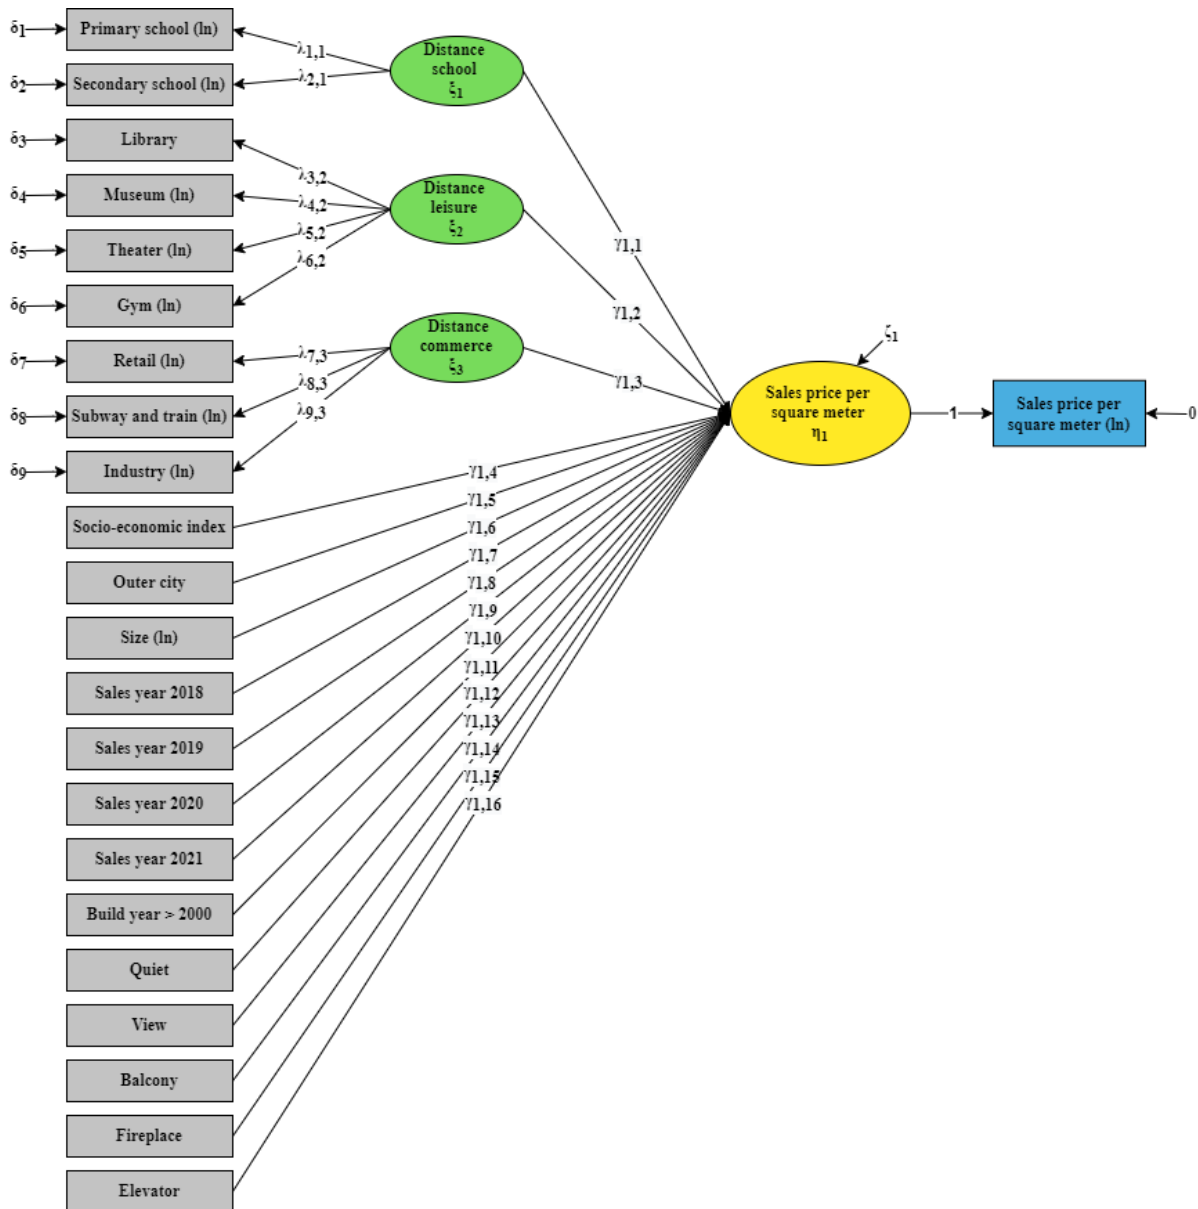 δ1
Primary school (ln)
λ1,1
Distance
school
ξ1
δ2
Secondary school (ln)
λ2,1
δ3
Library
λ3,2
δ4
Museum (ln)
λ4,2
Distance
leisure
ξ2
δ5
Theater (ln)
λ5,2
γ1,1
δ6
Gym (ln)
λ6,2
γ1,2
δ7
Retail (ln)
λ7,3
Distance
commerce
ξ3
ζ1
δ8
Subway and train (ln)
λ8,3
γ1,3
Sales price per
square meter
η1
1
Sales price per
square meter (ln)
0
δ9
Industry (ln)
λ9,3
γ1,4
Socio-economic index
γ1,5
γ1,6
Outer city
γ1,7
γ1,8
Size (ln)
γ1,9
γ1,10
Sales year 2018
γ1,11
γ1,12
Sales year 2019
γ1,13
γ1,14
Sales year 2020
γ1,15
γ1,16
Sales year 2021
Build year > 2000
Quiet
View
Balcony
Fireplace
Elevator